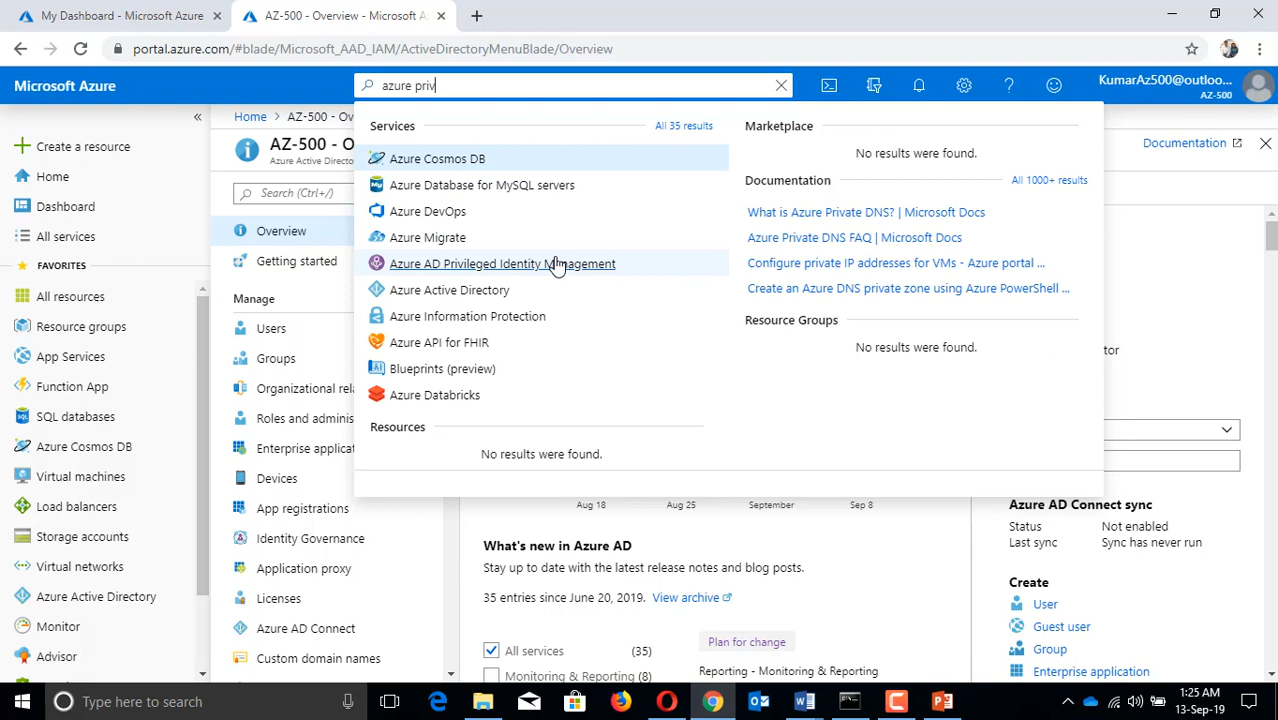 My Dashboard - Microsoft Azure
AZ-500 - Overview - Microsoft A
portal.azure.com/#blade/Microsoft_AAD_IAM/ActiveDirectoryMenuBlade/Overview
Microsoft Azure
azure priv
KumarAz500@outloo...
AZ-500
Create a resource
Home
Dashboard
All services
FAVORITES
All resources
Resource groups
App Services
Function App
SQL databases
Azure Cosmos DB
Virtual machines
Load balancers
Storage accounts
Virtual networks
Azure Active Directory
Monitor
Advisor
Home > AZ-500 - Ov
AZ-500 - O
Azure Active Directo
Documentation
Search (Ctrl+/)
Overview
Getting started
Manage
Users
Groups
Organizational rela
Roles and adminis
Enterprise applicat
Devices
App registrations
Identity Governance
Application proxy
Licenses
Azure AD Connect
Custom domain names
Services
All 35 results
Azure Cosmos DB
Azure Database for MySQL servers
Azure DevOps
Azure Migrate
Azure AD Privileged Identity Management
Azure Active Directory
Azure Information Protection
Azure API for FHIR
Blueprints (preview)
Azure Databricks
Resources
No results were found.
Marketplace
No results were found.
Documentation
All 1000+ results
What is Azure Private DNS? | Microsoft Docs
Azure Private DNS FAQ | Microsoft Docs
Configure private IP addresses for VMs - Azure portal ...
Create an Azure DNS private zone using Azure PowerShell ...
Resource Groups
No results were found.
Aug 18
Aug 25
September
Sep 8
What's new in Azure AD
Stay up to date with the latest release notes and blog posts.
35 entries since June 20, 2019. View archive
All services (35)
Monitoring & Reporting (8)
Plan for change
Reporting - Monitoring & Reporting
Azure AD Connect sync
Status Not enabled
Last sync Sync has never run
Create
User
Guest user
Group
Enterprise application
Type here to search
1:25 AM
13-Sep-19